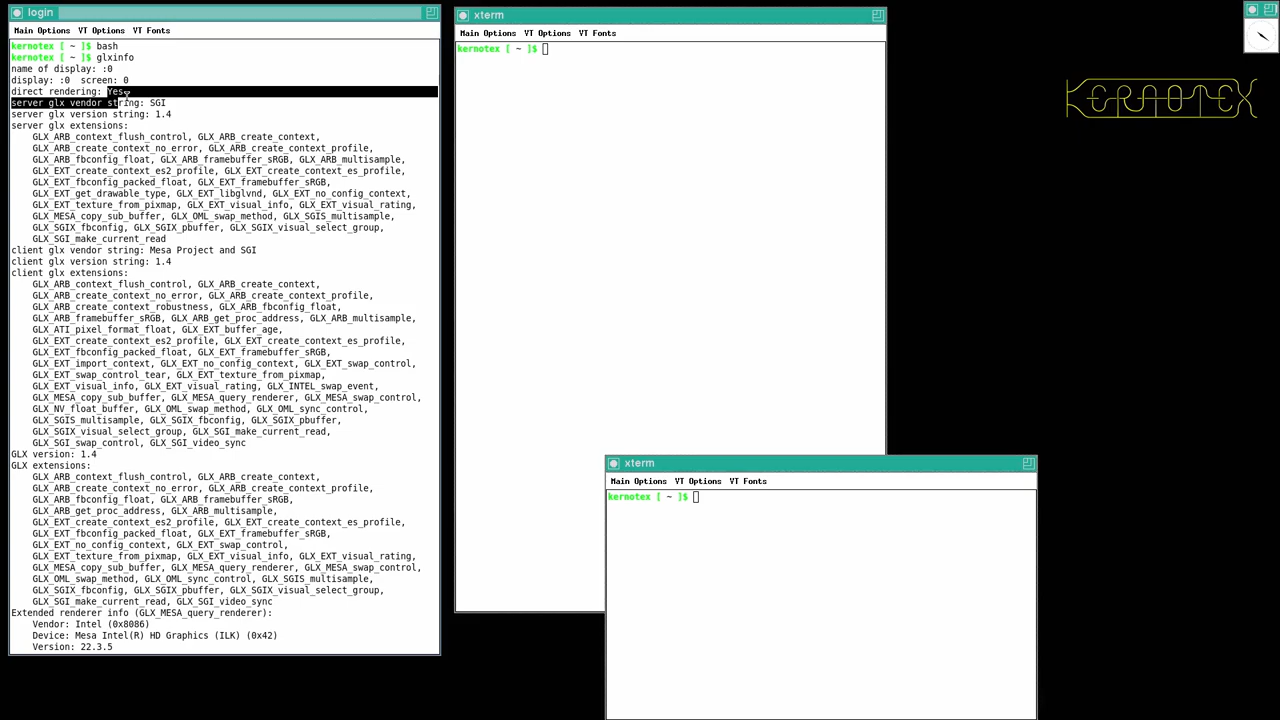 login
Main Options  VT Options  VT Fonts
kernotex [ ~ ]$ bash
kernotex [ ~ ]$ glxinfo
name of display: :0
display: :0  screen: 0
direct rendering: Yes
server glx vendor string: SGI
server glx version string: 1.4
server glx extensions:
    GLX_ARB_context_flush_control, GLX_ARB_create_context,
    GLX_ARB_create_context_no_error, GLX_ARB_create_context_profile,
    GLX_ARB_fbconfig_float, GLX_ARB_framebuffer_sRGB, GLX_ARB_multisample,
    GLX_EXT_create_context_es2_profile, GLX_EXT_create_context_es_profile,
    GLX_EXT_fbconfig_packed_float, GLX_EXT_framebuffer_sRGB,
    GLX_EXT_get_drawable_type, GLX_EXT_libglvnd, GLX_EXT_no_config_context,
    GLX_EXT_texture_from_pixmap, GLX_EXT_visual_info, GLX_EXT_visual_rating,
    GLX_MESA_copy_sub_buffer, GLX_OML_swap_method, GLX_SGIS_multisample,
    GLX_SGIX_fbconfig, GLX_SGIX_pbuffer, GLX_SGIX_visual_select_group,
    GLX_SGI_make_current_read
client glx vendor string: Mesa Project and SGI
client glx version string: 1.4
client glx extensions:
    GLX_ARB_context_flush_control, GLX_ARB_create_context,
    GLX_ARB_create_context_no_error, GLX_ARB_create_context_profile,
    GLX_ARB_create_context_robustness, GLX_ARB_fbconfig_float,
    GLX_ARB_framebuffer_sRGB, GLX_ARB_get_proc_address, GLX_ARB_multisample,
    GLX_ATI_pixel_format_float, GLX_EXT_buffer_age,
    GLX_EXT_create_context_es2_profile, GLX_EXT_create_context_es_profile,
    GLX_EXT_fbconfig_packed_float, GLX_EXT_framebuffer_sRGB,
    GLX_EXT_import_context, GLX_EXT_no_config_context, GLX_EXT_swap_control,
    GLX_EXT_swap_control_tear, GLX_EXT_texture_from_pixmap,
    GLX_EXT_visual_info, GLX_EXT_visual_rating, GLX_INTEL_swap_event,
    GLX_MESA_copy_sub_buffer, GLX_MESA_query_renderer, GLX_MESA_swap_control,
    GLX_NV_float_buffer, GLX_OML_swap_method, GLX_OML_sync_control,
    GLX_SGIS_multisample, GLX_SGIX_fbconfig, GLX_SGIX_pbuffer,
    GLX_SGIX_visual_select_group, GLX_SGI_make_current_read,
    GLX_SGI_swap_control, GLX_SGI_video_sync
GLX version: 1.4
GLX extensions:
    GLX_ARB_context_flush_control, GLX_ARB_create_context,
    GLX_ARB_create_context_no_error, GLX_ARB_create_context_profile,
    GLX_ARB_fbconfig_float, GLX_ARB_framebuffer_sRGB,
    GLX_ARB_get_proc_address, GLX_ARB_multisample,
    GLX_EXT_create_context_es2_profile, GLX_EXT_create_context_es_profile,
    GLX_EXT_fbconfig_packed_float, GLX_EXT_framebuffer_sRGB,
    GLX_EXT_no_config_context, GLX_EXT_swap_control,
    GLX_EXT_texture_from_pixmap, GLX_EXT_visual_info, GLX_EXT_visual_rating,
    GLX_MESA_copy_sub_buffer, GLX_MESA_query_renderer, GLX_MESA_swap_control,
    GLX_OML_swap_method, GLX_OML_sync_control, GLX_SGIS_multisample,
    GLX_SGIX_fbconfig, GLX_SGIX_pbuffer, GLX_SGIX_visual_select_group,
    GLX_SGI_make_current_read, GLX_SGI_video_sync
Extended renderer info (GLX_MESA_query_renderer):
    Vendor: Intel (0x8086)
    Device: Mesa Intel(R) HD Graphics (ILK) (0x42)
    Version: 22.3.5
xterm
Main Options  VT Options  VT Fonts
kernotex [ ~ ]$
xterm
Main Options  VT Options  VT Fonts
kernotex [ ~ ]$
KERNOTEX